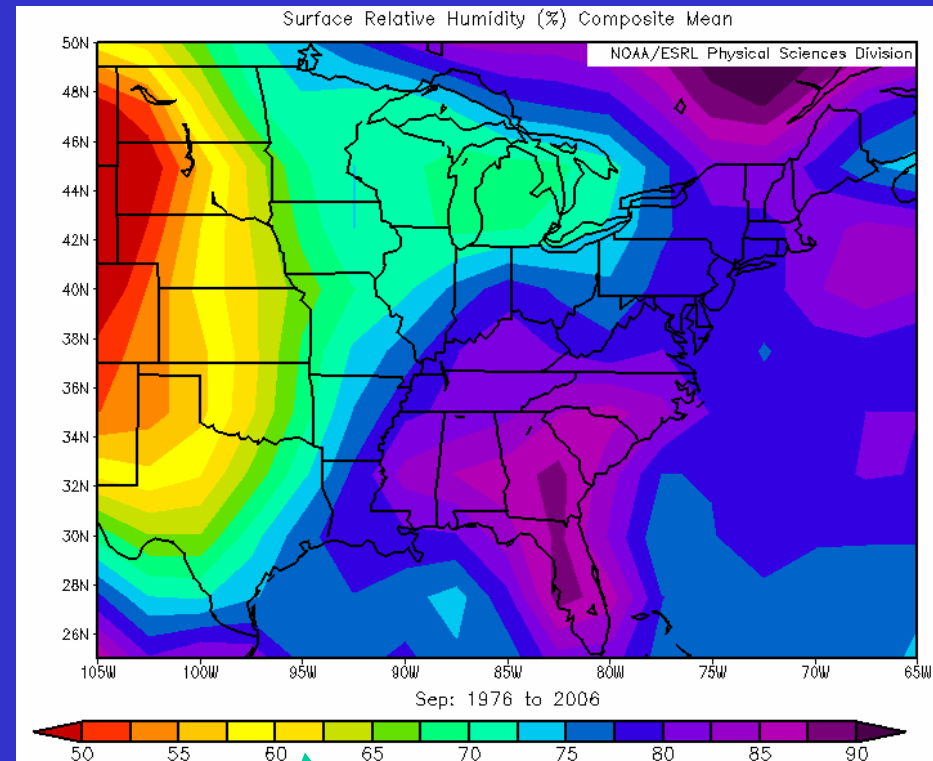 Surface Relative Humidity (%) Composite Mean
NOAA/ESRL Physical Sciences Division
50N
48N
46N
44N
42N
40N
38N
36N
34N
32N
30N
28N
26N
105W 100W 95W 90W 85W 80W 75W 70W 65W
Sep: 1976 to 2006
50 55 60 65 70 75 80 85 90